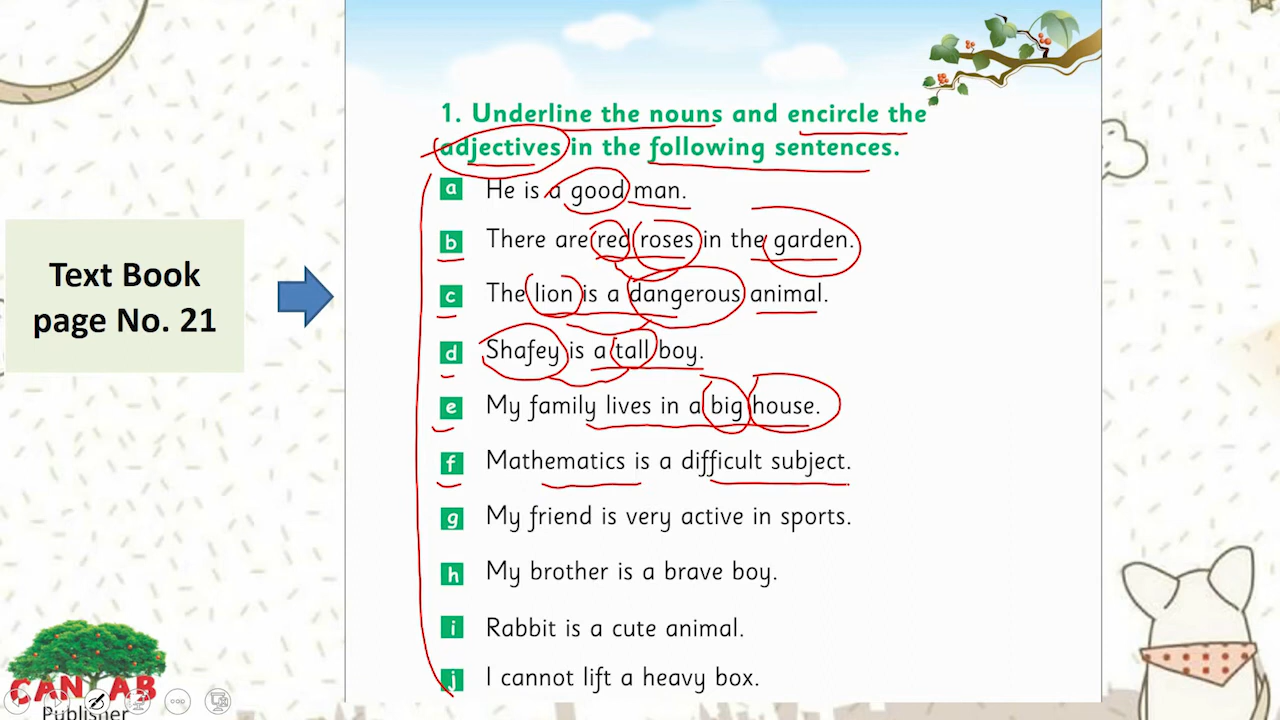 1. Underline the nouns and encircle the
adjectives in the following sentences.
a He is a good man.
b There are red roses in the garden.
Text Book
page No. 21
c The lion is a dangerous animal.
d Shafey is a tall boy.
e My family lives in a big house.
f Mathematics is a difficult subject.
g My friend is very active in sports.
h My brother is a brave boy.
i Rabbit is a cute animal.
j I cannot lift a heavy box.
CANTAB
Publisher